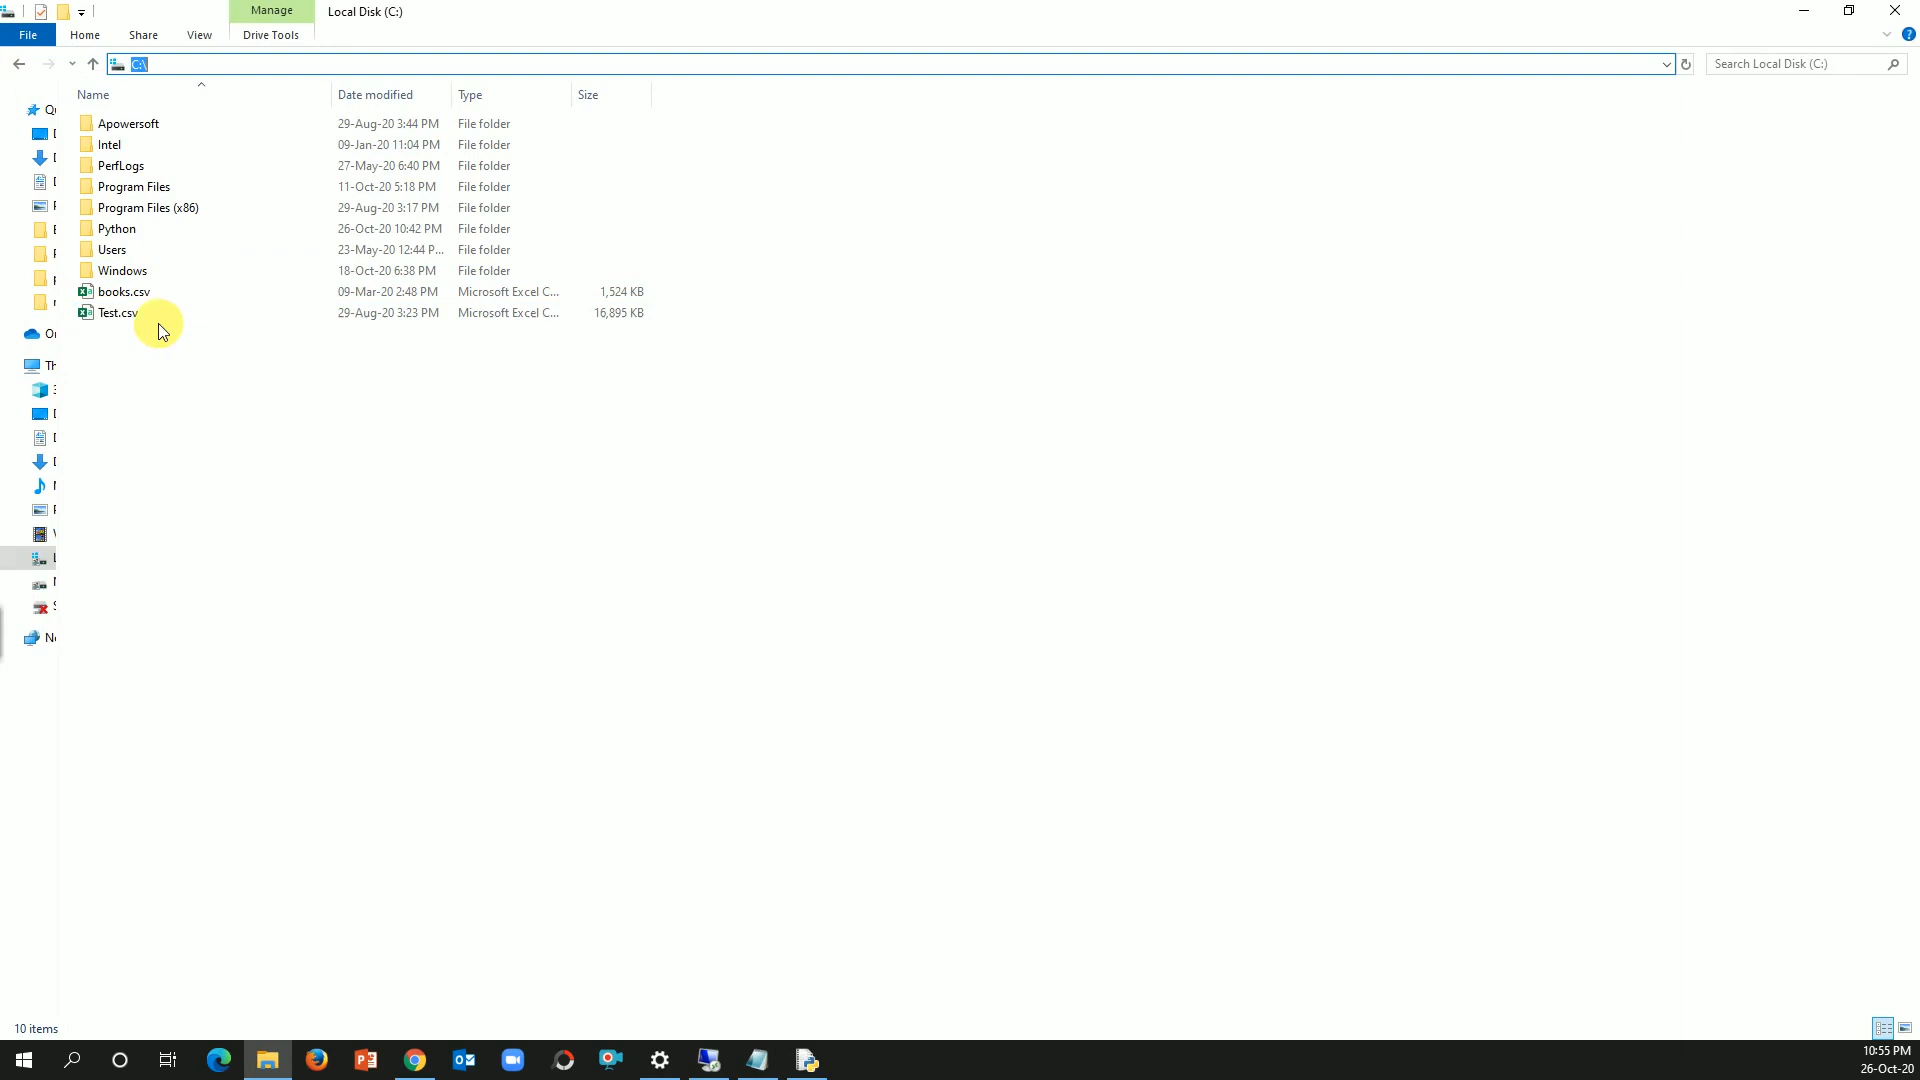 Manage
Local Disk (C:)
File
Home
Share
View
Drive Tools
C:\
Search Local Disk (C:)
Name
Date modified
Type
Size
Apowersoft 29-Aug-20 3:44 PM File folder
Intel 09-Jan-20 11:04 PM File folder
PerfLogs 27-May-20 6:40 PM File folder
Program Files 11-Oct-20 5:18 PM File folder
Program Files (x86) 29-Aug-20 3:17 PM File folder
Python 26-Oct-20 10:42 PM File folder
Users 23-May-20 12:44 P... File folder
Windows 18-Oct-20 6:38 PM File folder
books.csv 09-Mar-20 2:48 PM Microsoft Excel C... 1,524 KB
Test.csv 29-Aug-20 3:23 PM Microsoft Excel C... 16,895 KB
10 items
10:55 PM
26-Oct-20